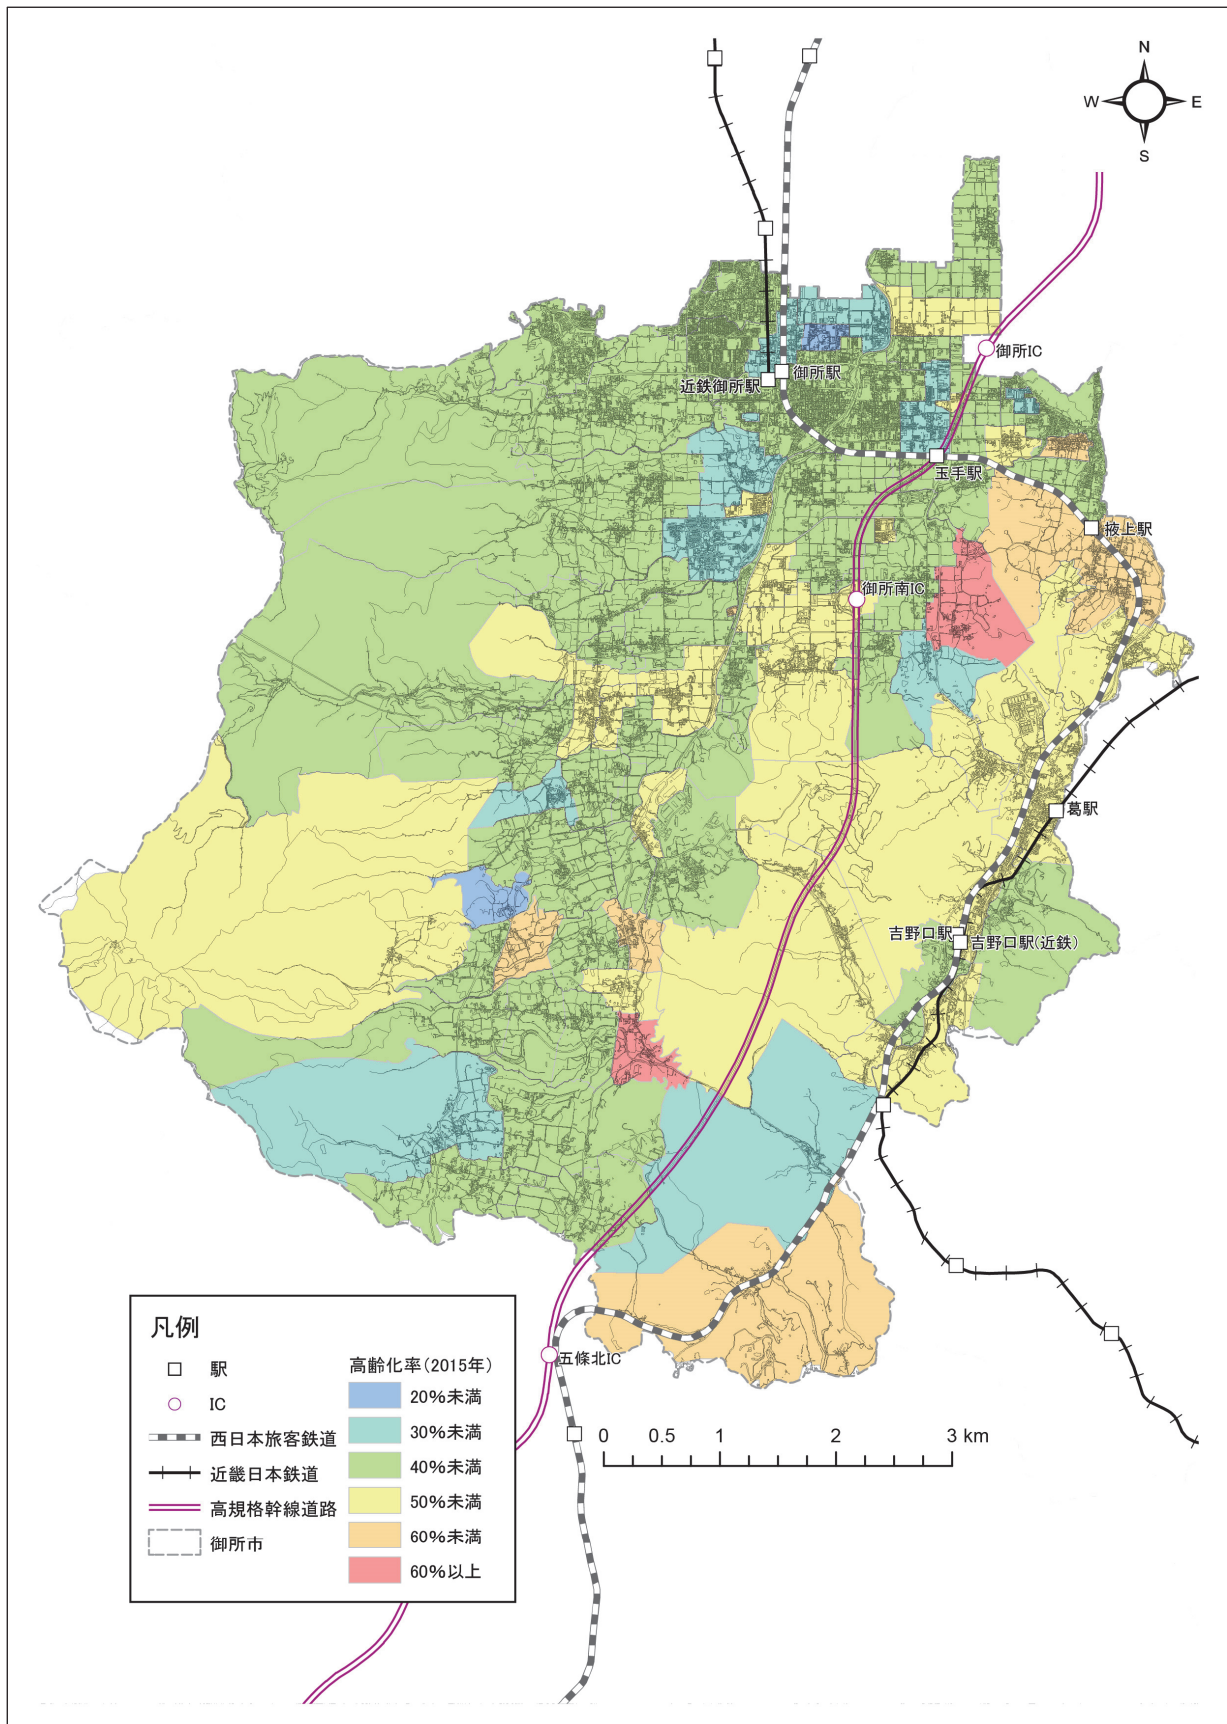 N
W
E
S
御所IC
近鉄御所駅
御所駅
玉手駅
掖上駅
御所南IC
葛駅
吉野口駅
吉野口駅(近鉄)
五條北IC
凡例
駅
IC
西日本旅客鉄道
近畿日本鉄道
高規格幹線道路
御所市
高齢化率(2015年)
20%未満
30%未満
40%未満
50%未満
60%未満
60%以上
0 0.5 1 2 3 km